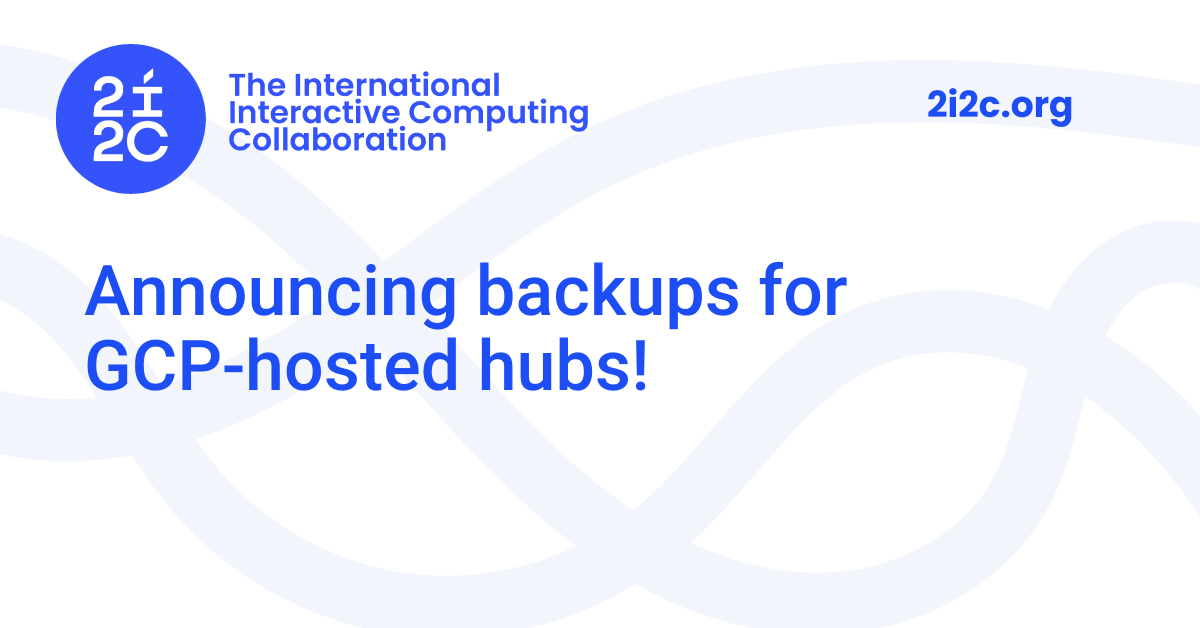 2i
2C
The International
Interactive Computing
Collaboration
2i2c.org
Announcing backups for
GCP-hosted hubs!